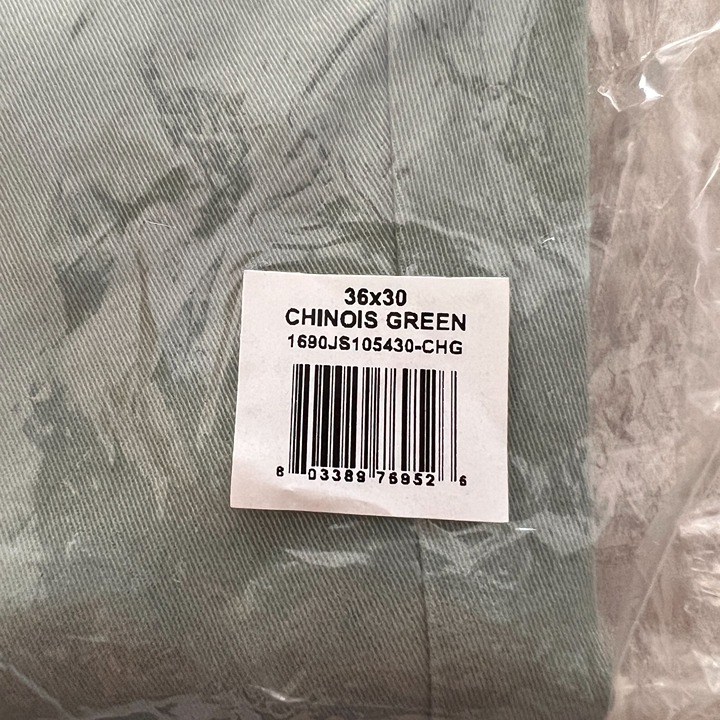 36x30
CHINOIS GREEN
1690JS105430-CHG
8 03389 76952 6